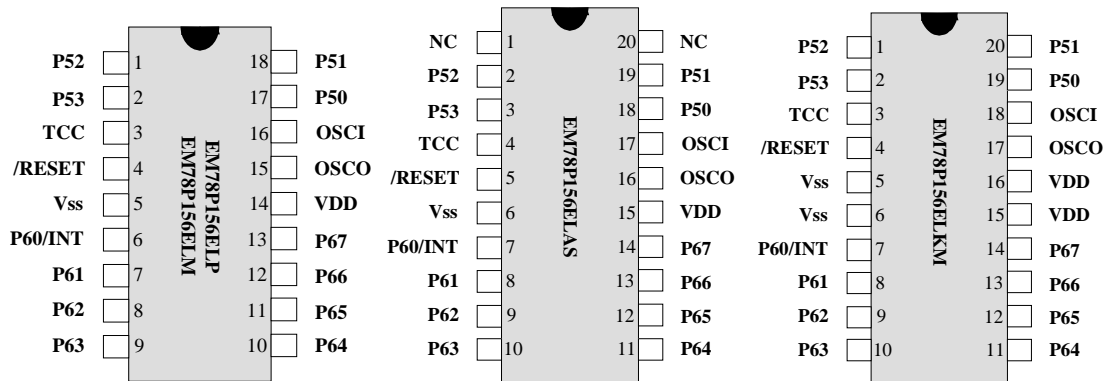 P52 1 18 P51
P53 2 17 P50
TCC 3 16 OSCI
/RESET 4 15 OSCO
Vss 5 14 VDD
P60/INT 6 13 P67
P61 7 12 P66
P62 8 11 P65
P63 9 10 P64
EM78P156ELP
EM78P156ELM
NC 1 20 NC
P52 2 19 P51
P53 3 18 P50
TCC 4 17 OSCI
/RESET 5 16 OSCO
Vss 6 15 VDD
P60/INT 7 14 P67
P61 8 13 P66
P62 9 12 P65
P63 10 11 P64
EM78P156ELAS
P52 1 20 P51
P53 2 19 P50
TCC 3 18 OSCI
/RESET 4 17 OSCO
Vss 5 16 VDD
Vss 6 15 VDD
P60/INT 7 14 P67
P61 8 13 P66
P62 9 12 P65
P63 10 11 P64
EM78P156ELKM